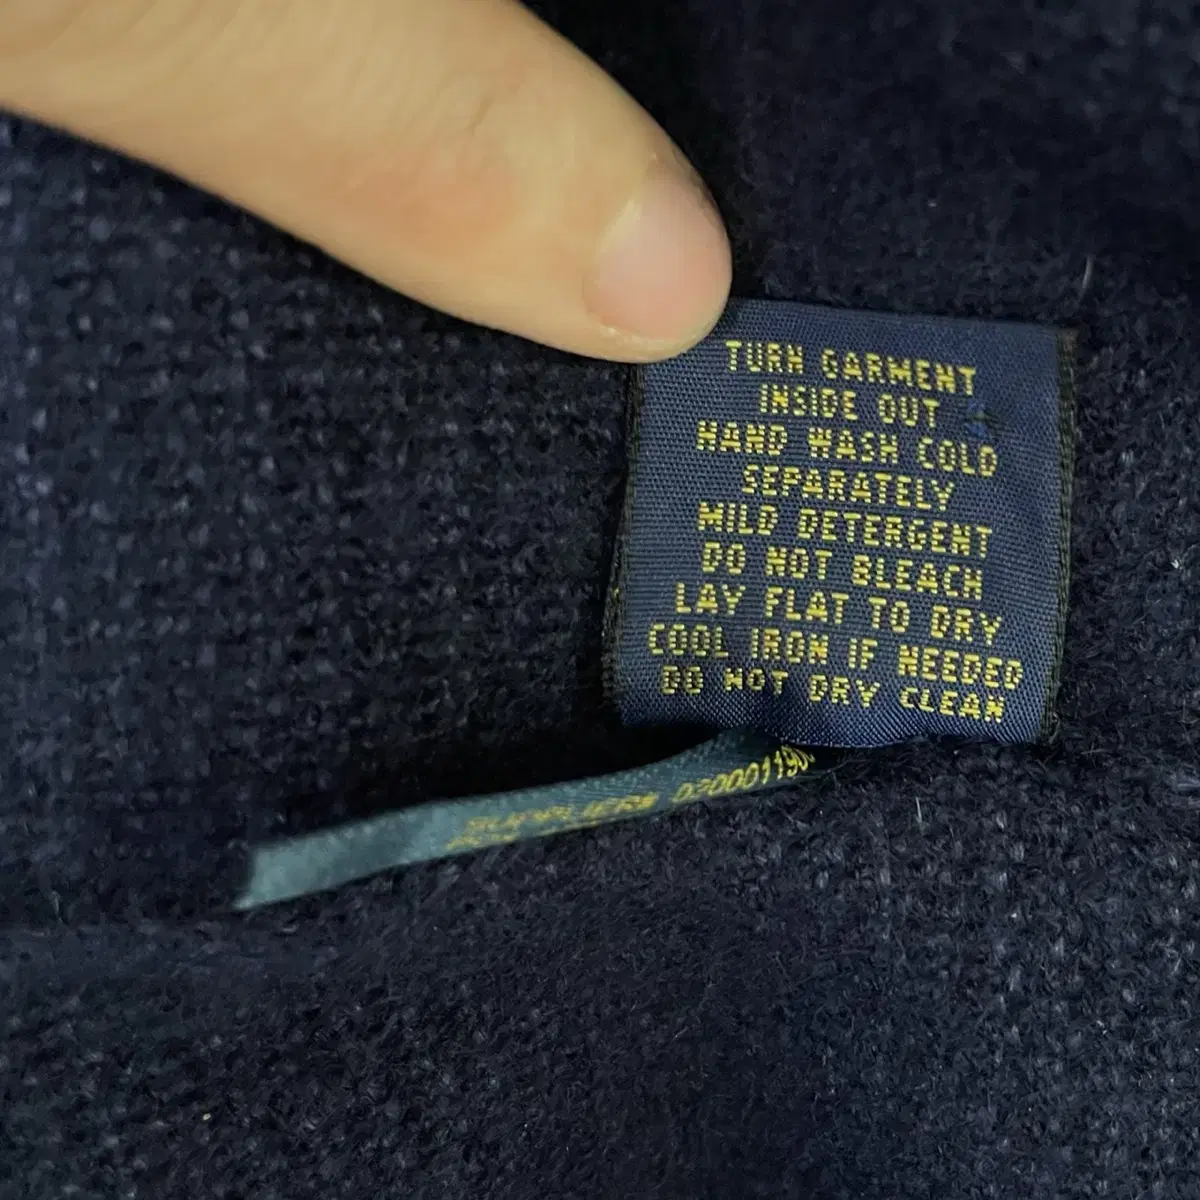 TURN GARMENT
INSIDE OUT
HAND WASH COLD
SEPARATELY
MILD DETERGENT
DO NOT BLEACH
LAY FLAT TO DRY
COOL IRON IF NEEDED
DO NOT DRY CLEAN
SUPPLIER#